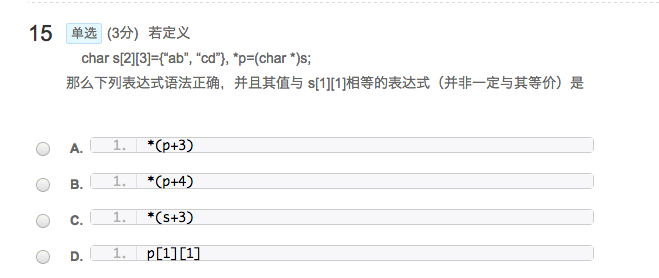 15 单选 (3分) 若定义
char s[2][3]={“ab”, “cd”}, *p=(char *)s;
那么下列表达式语法正确，并且其值与 s[1][1]相等的表达式（并非一定与其等价）是
A. 1. *(p+3)
B. 1. *(p+4)
C. 1. *(s+3)
D. 1. p[1][1]